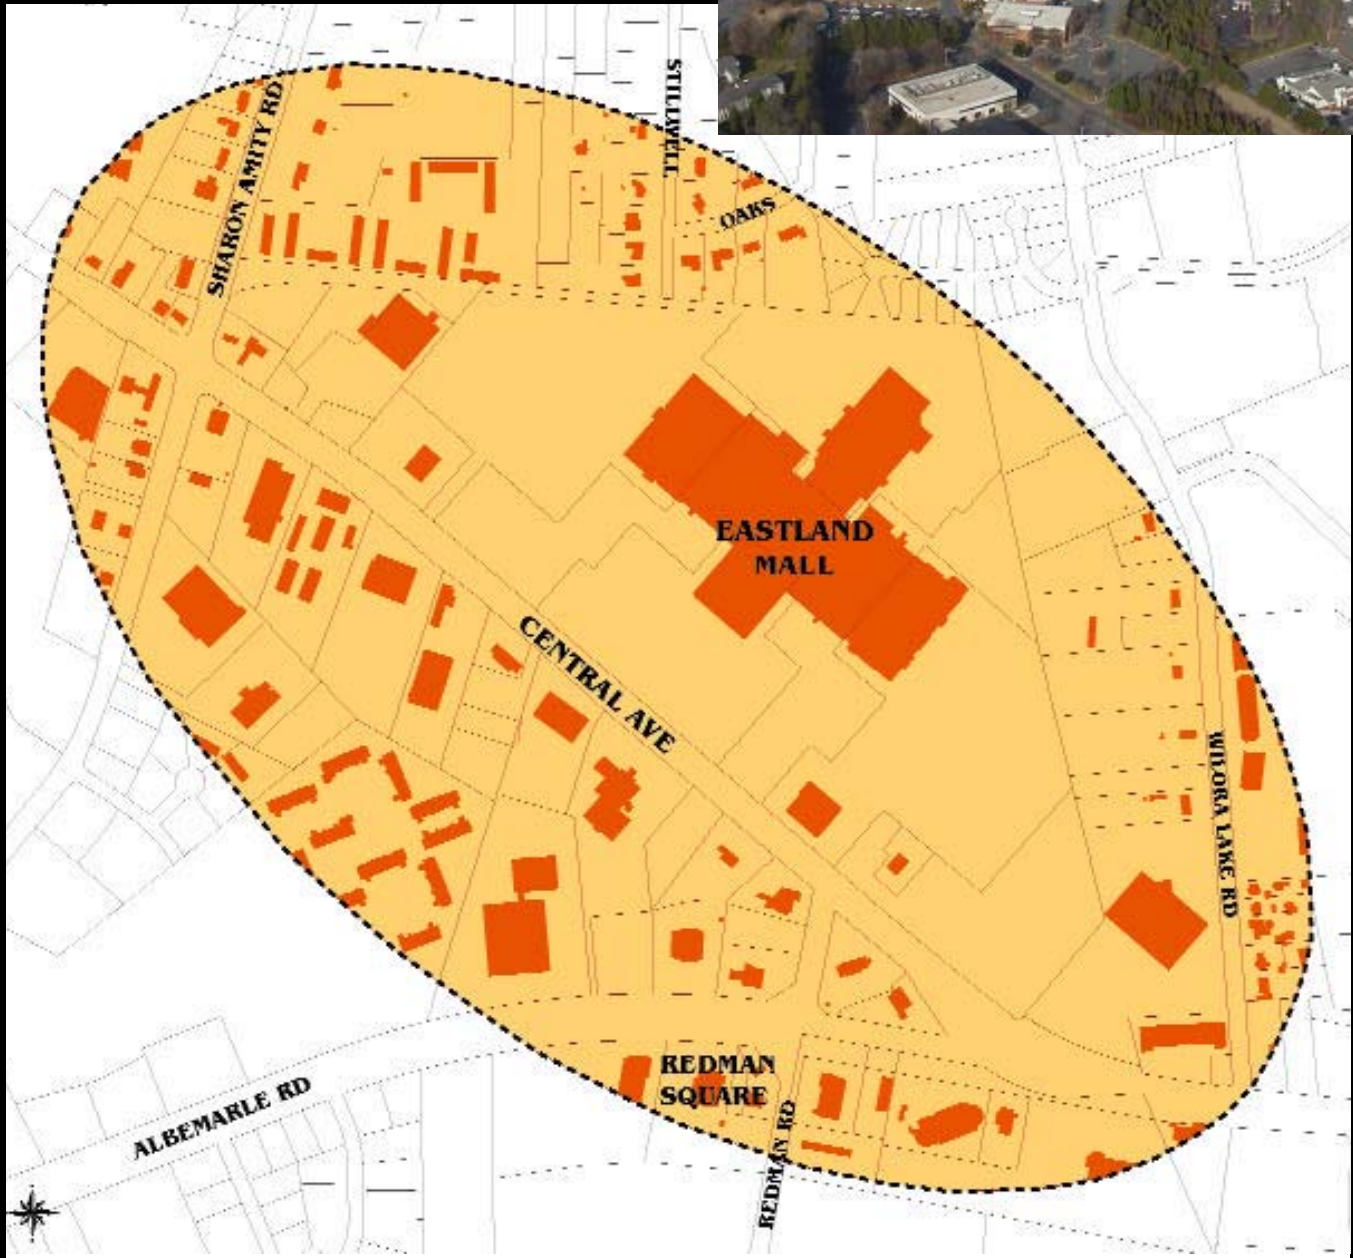 STILLWELL
SHARON AMITY RD
OAKS
EASTLAND
MALL
CENTRAL AVE
WILORA LAKE RD
REDMAN
SQUARE
ALBEMARLE RD
REDMAN RD